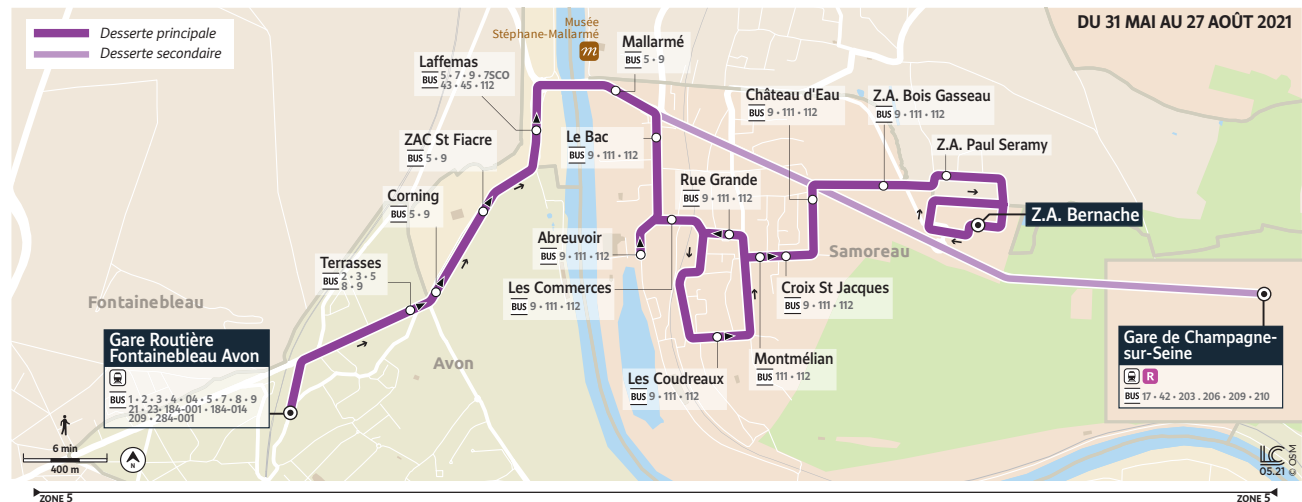 DU 31 MAI AU 27 AOÛT 2021
Desserte principale
Desserte secondaire
Musée
Stéphane-Mallarmé
m
Mallarmé
BUS 5 • 9
Laffemas
BUS 5 • 7 • 9 • 7SCO
43 • 45 • 112
Château d'Eau
BUS 9 • 111 • 112
Z.A. Bois Gasseau
BUS 9 • 111 • 112
ZAC St Fiacre
BUS 5 • 9
Le Bac
BUS 9 • 111 • 112
Z.A. Paul Seramy
Rue Grande
BUS 9 • 111 • 112
Corning
BUS 5 • 9
Z.A. Bernache
Abreuvoir
BUS 9 • 111 • 112
Samoreau
Terrasses
BUS 2 • 3 • 5
8 • 9
Les Commerces
BUS 9 • 111 • 112
Croix St Jacques
BUS 9 • 111 • 112
Fontainebleau
Gare Routière
Fontainebleau Avon
BUS 1 • 2 • 3 • 4 • 04 • 5 • 7 • 8 • 9
21 • 23 • 184-001 • 184-014
209 • 284-001
Avon
Montmélian
BUS 111 • 112
Les Coudreaux
BUS 9 • 111 • 112
Gare de Champagne-
sur-Seine
R
BUS 17 • 42 • 203 . 206 • 209 • 210
6 min
400 m
N
LC
05.21
© OSM
ZONE 5
ZONE 5